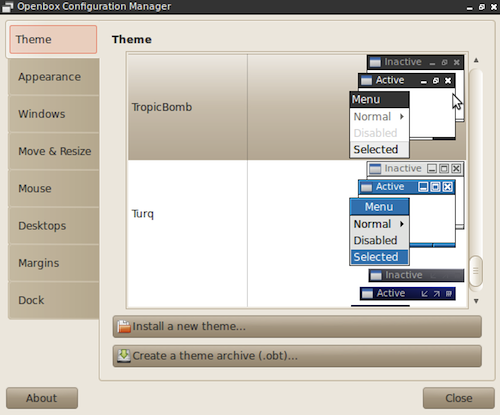 Openbox Configuration Manager
Theme
Appearance
Windows
Move & Resize
Mouse
Desktops
Margins
Dock
Theme
TropicBomb
Inactive
Active
Menu
Normal
Disabled
Selected
Turq
Inactive
Active
Menu
Normal
Disabled
Selected
Inactive
Active
Install a new theme...
Create a theme archive (.obt)...
About
Close